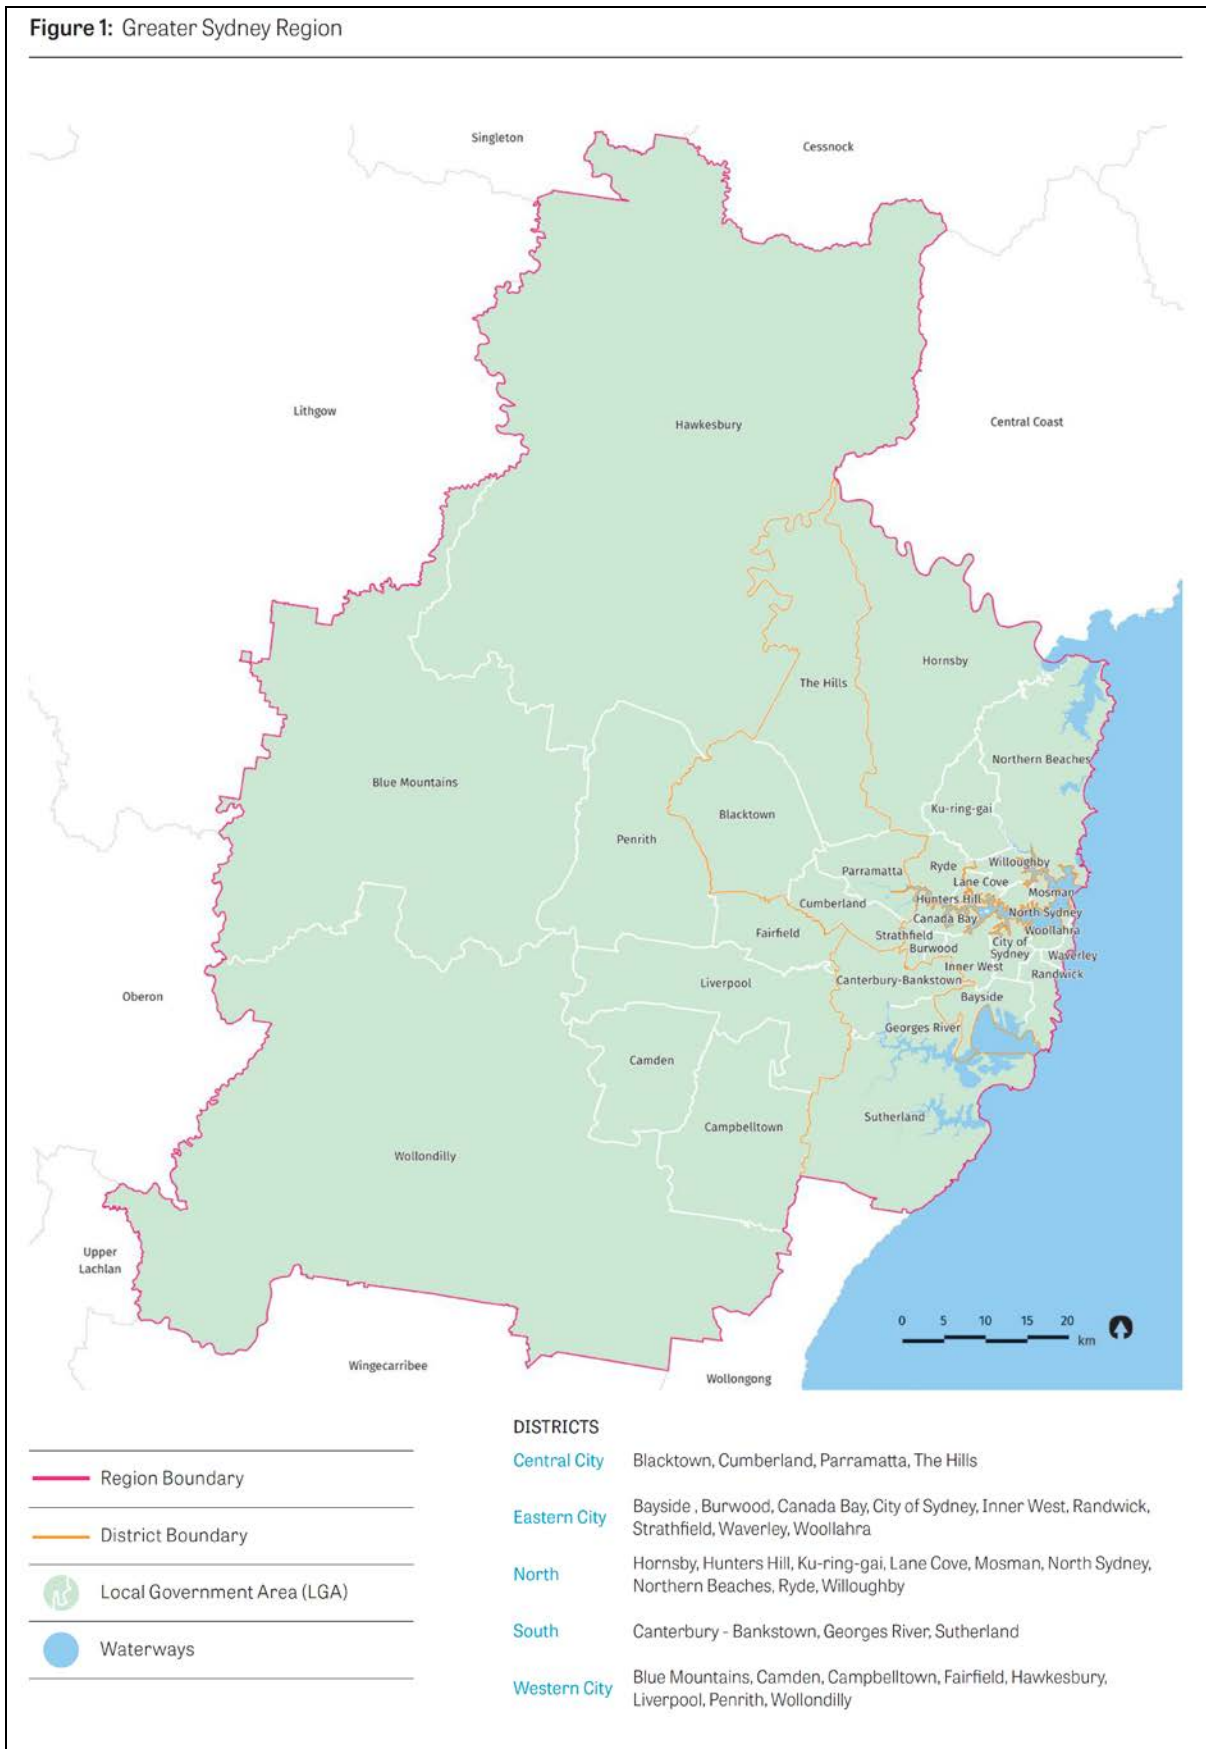 Figure 1: Greater Sydney Region
Singleton
Cessnock
Lithgow
Hawkesbury
Central Coast
Hornsby
The Hills
Northern Beaches
Blue Mountains
Ku-ring-gai
Blacktown
Penrith
Willoughby
Ryde
Parramatta
Lane Cove
Mosman
Hunters Hill
Cumberland
North Sydney
Canada Bay
Woollahra
Fairfield
Strathfield
City of
Sydney
Burwood
Waverley
Inner West
Randwick
Canterbury-Bankstown
Liverpool
Oberon
Bayside
Georges River
Camden
Sutherland
Campbelltown
Wollondilly
Upper
Lachlan
0 5 10 15 20
km
Wingecarribee
Wollongong
Region Boundary
District Boundary
Local Government Area (LGA)
Waterways
DISTRICTS
Central City Blacktown, Cumberland, Parramatta, The Hills
Eastern City Bayside , Burwood, Canada Bay, City of Sydney, Inner West, Randwick,
Strathfield, Waverley, Woollahra
North Hornsby, Hunters Hill, Ku-ring-gai, Lane Cove, Mosman, North Sydney,
Northern Beaches, Ryde, Willoughby
South Canterbury - Bankstown, Georges River, Sutherland
Western City Blue Mountains, Camden, Campbelltown, Fairfield, Hawkesbury,
Liverpool, Penrith, Wollondilly